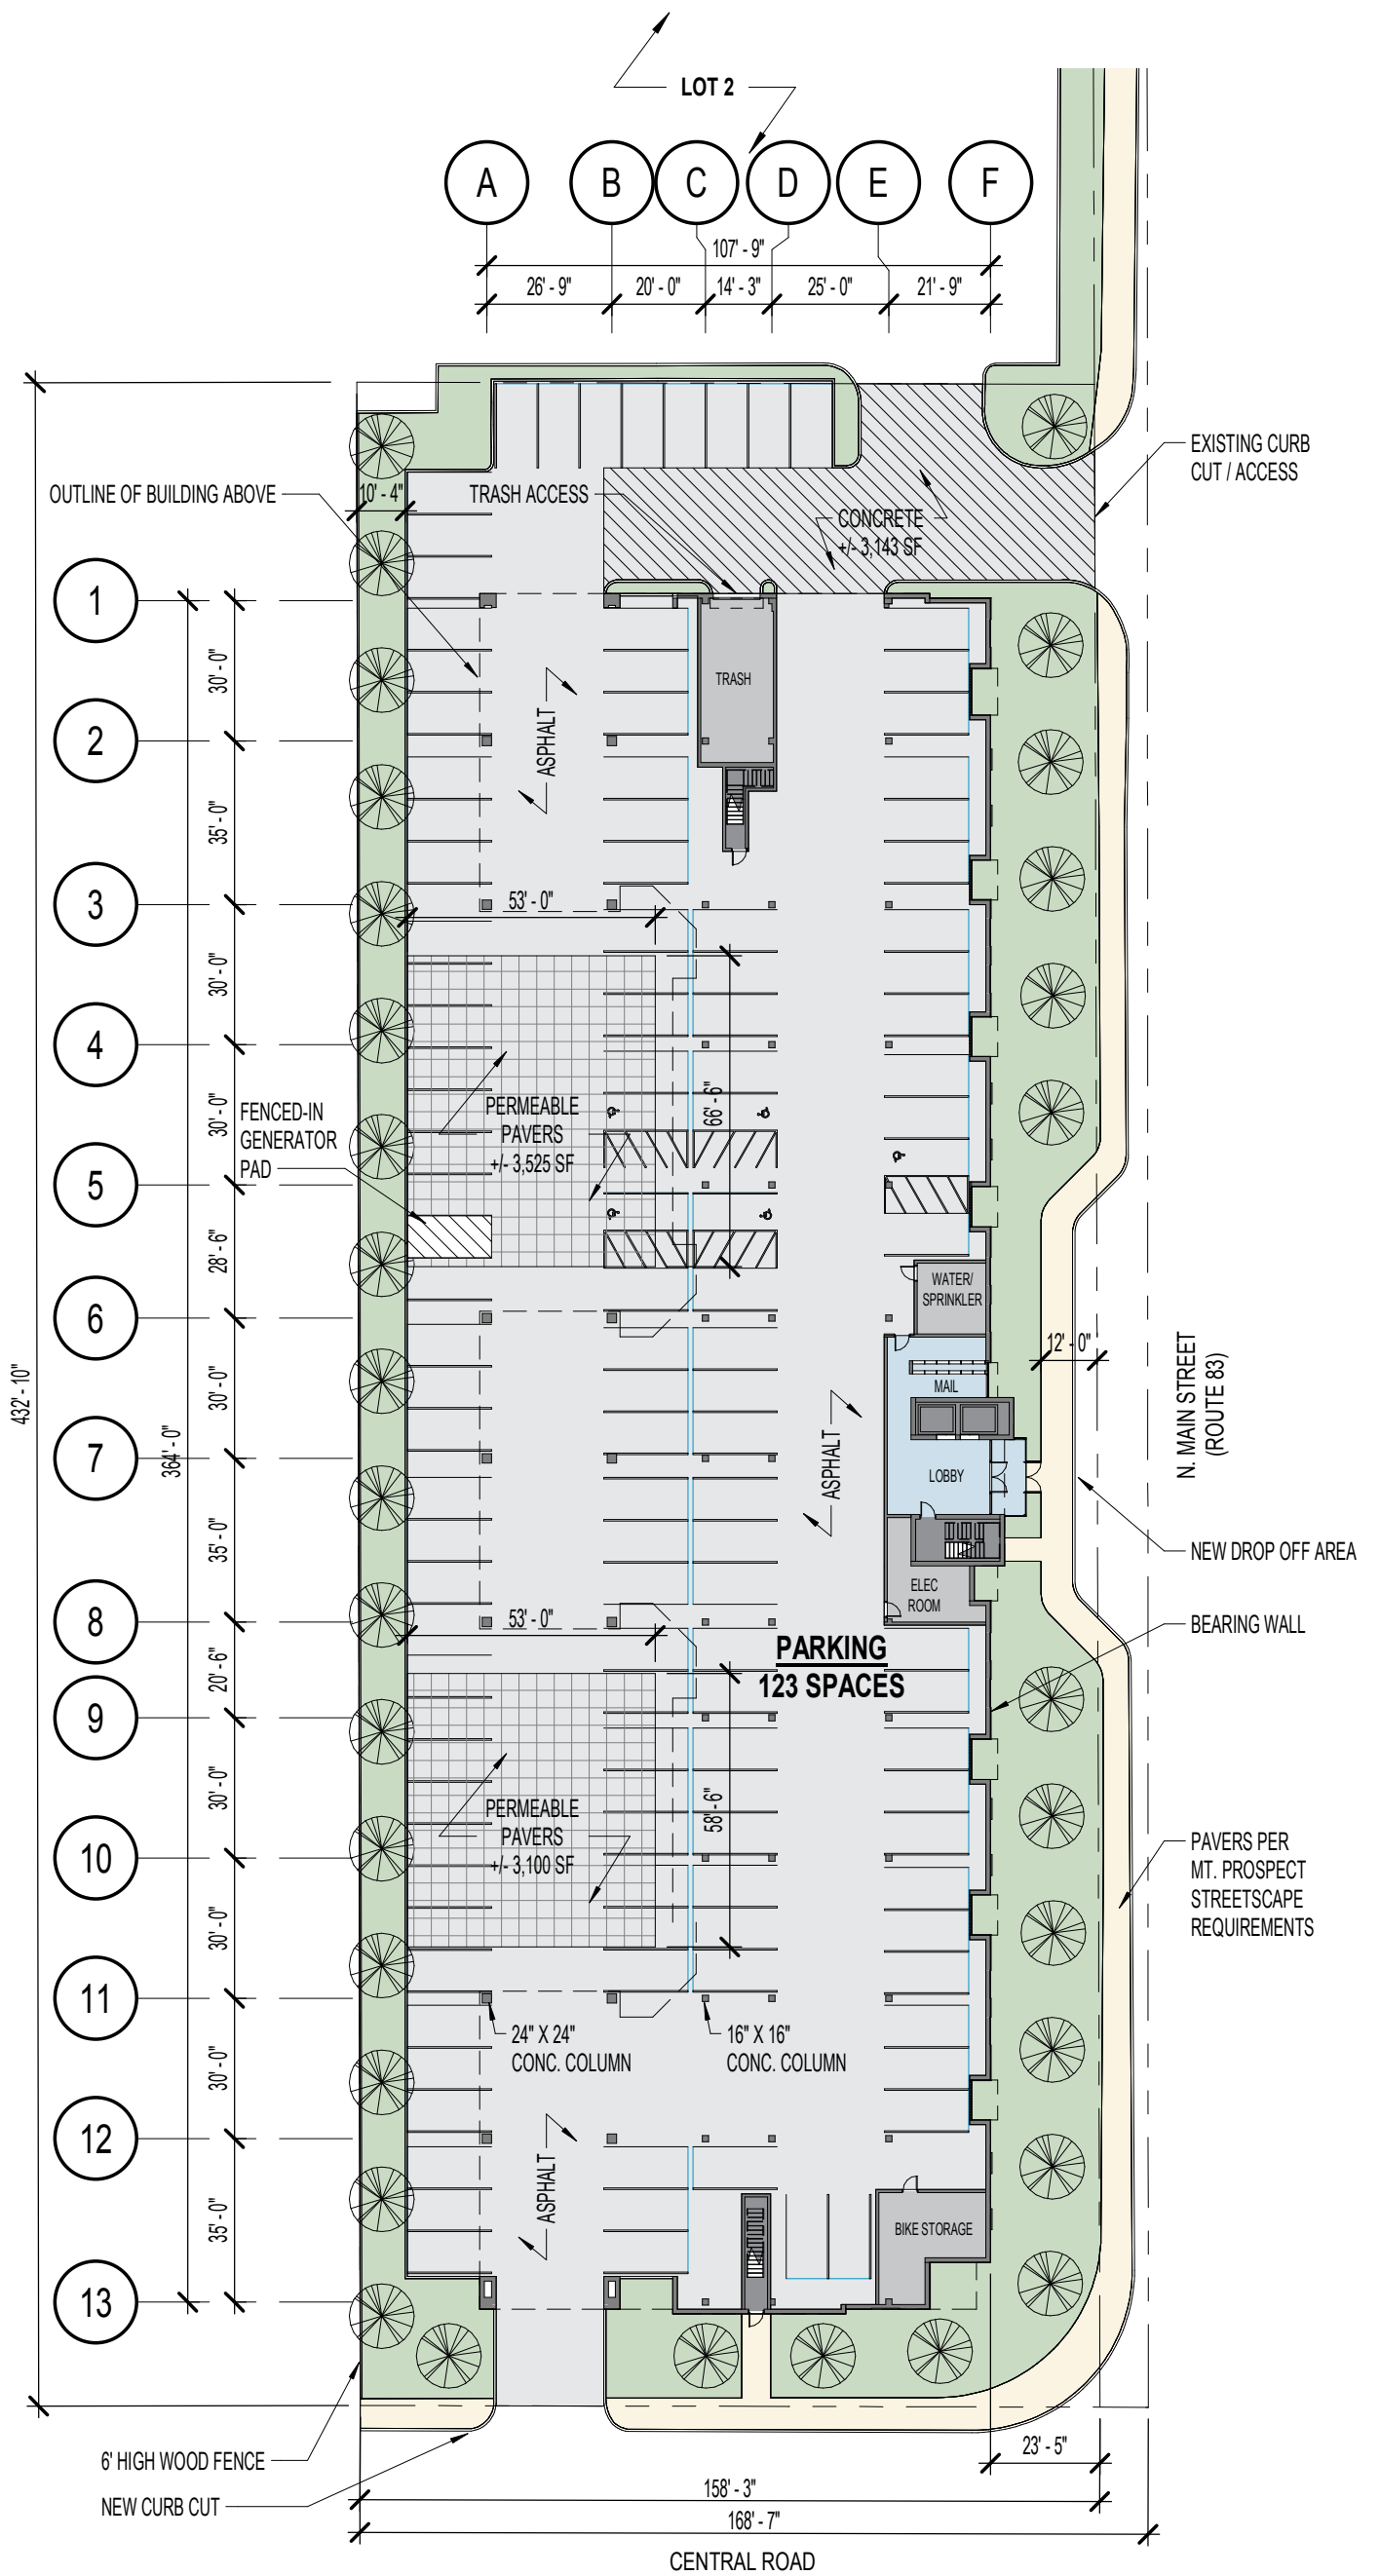 LOT 2
A B C D E F
107' - 9"
26' - 9" 20' - 0" 14' - 3" 25' - 0" 21' - 9"
EXISTING CURB
CUT / ACCESS
OUTLINE OF BUILDING ABOVE
10' - 4"
TRASH ACCESS
CONCRETE
+/- 3,143 SF
1
30' - 0"
TRASH
ASPHALT
2
35' - 0"
3
53' - 0"
30' - 0"
4
30' - 0"
FENCED-IN
GENERATOR
PAD
PERMEABLE
PAVERS
+/- 3,525 SF
66' - 6"
5
28' - 6"
WATER/
SPRINKLER
6
12' - 0"
N. MAIN STREET
(ROUTE 83)
432' - 10"
364' - 0"
30' - 0"
MAIL
7
ASPHALT
LOBBY
35' - 0"
NEW DROP OFF AREA
ELEC
ROOM
8
53' - 0"
BEARING WALL
PARKING
123 SPACES
20' - 6"
9
30' - 0"
PERMEABLE
PAVERS
+/- 3,100 SF
58' - 6"
10
PAVERS PER
MT. PROSPECT
STREETSCAPE
REQUIREMENTS
30' - 0"
11
24" X 24"
CONC. COLUMN
16" X 16"
CONC. COLUMN
30' - 0"
12
ASPHALT
35' - 0"
BIKE STORAGE
13
6' HIGH WOOD FENCE
NEW CURB CUT
23' - 5"
158' - 3"
168' - 7"
CENTRAL ROAD